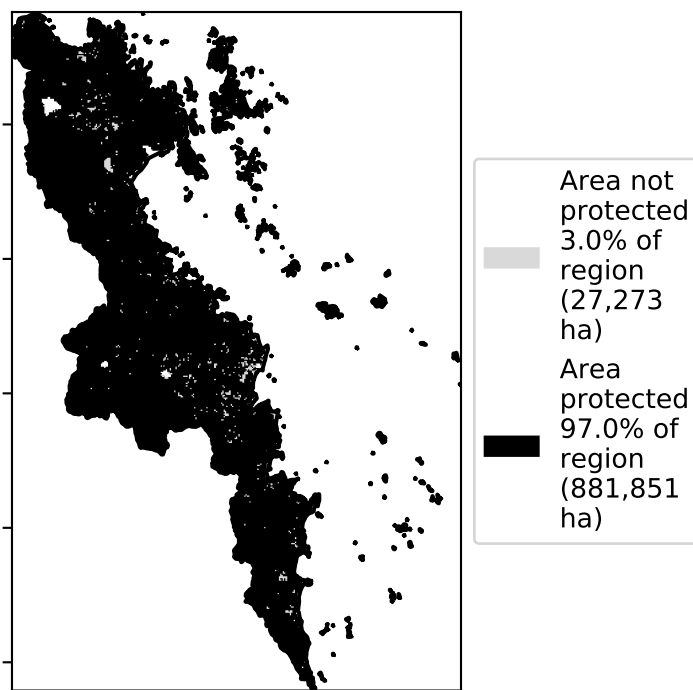 Area not
protected
3.0% of
region
(27,273
ha)
Area
protected
97.0% of
region
(881,851
ha)